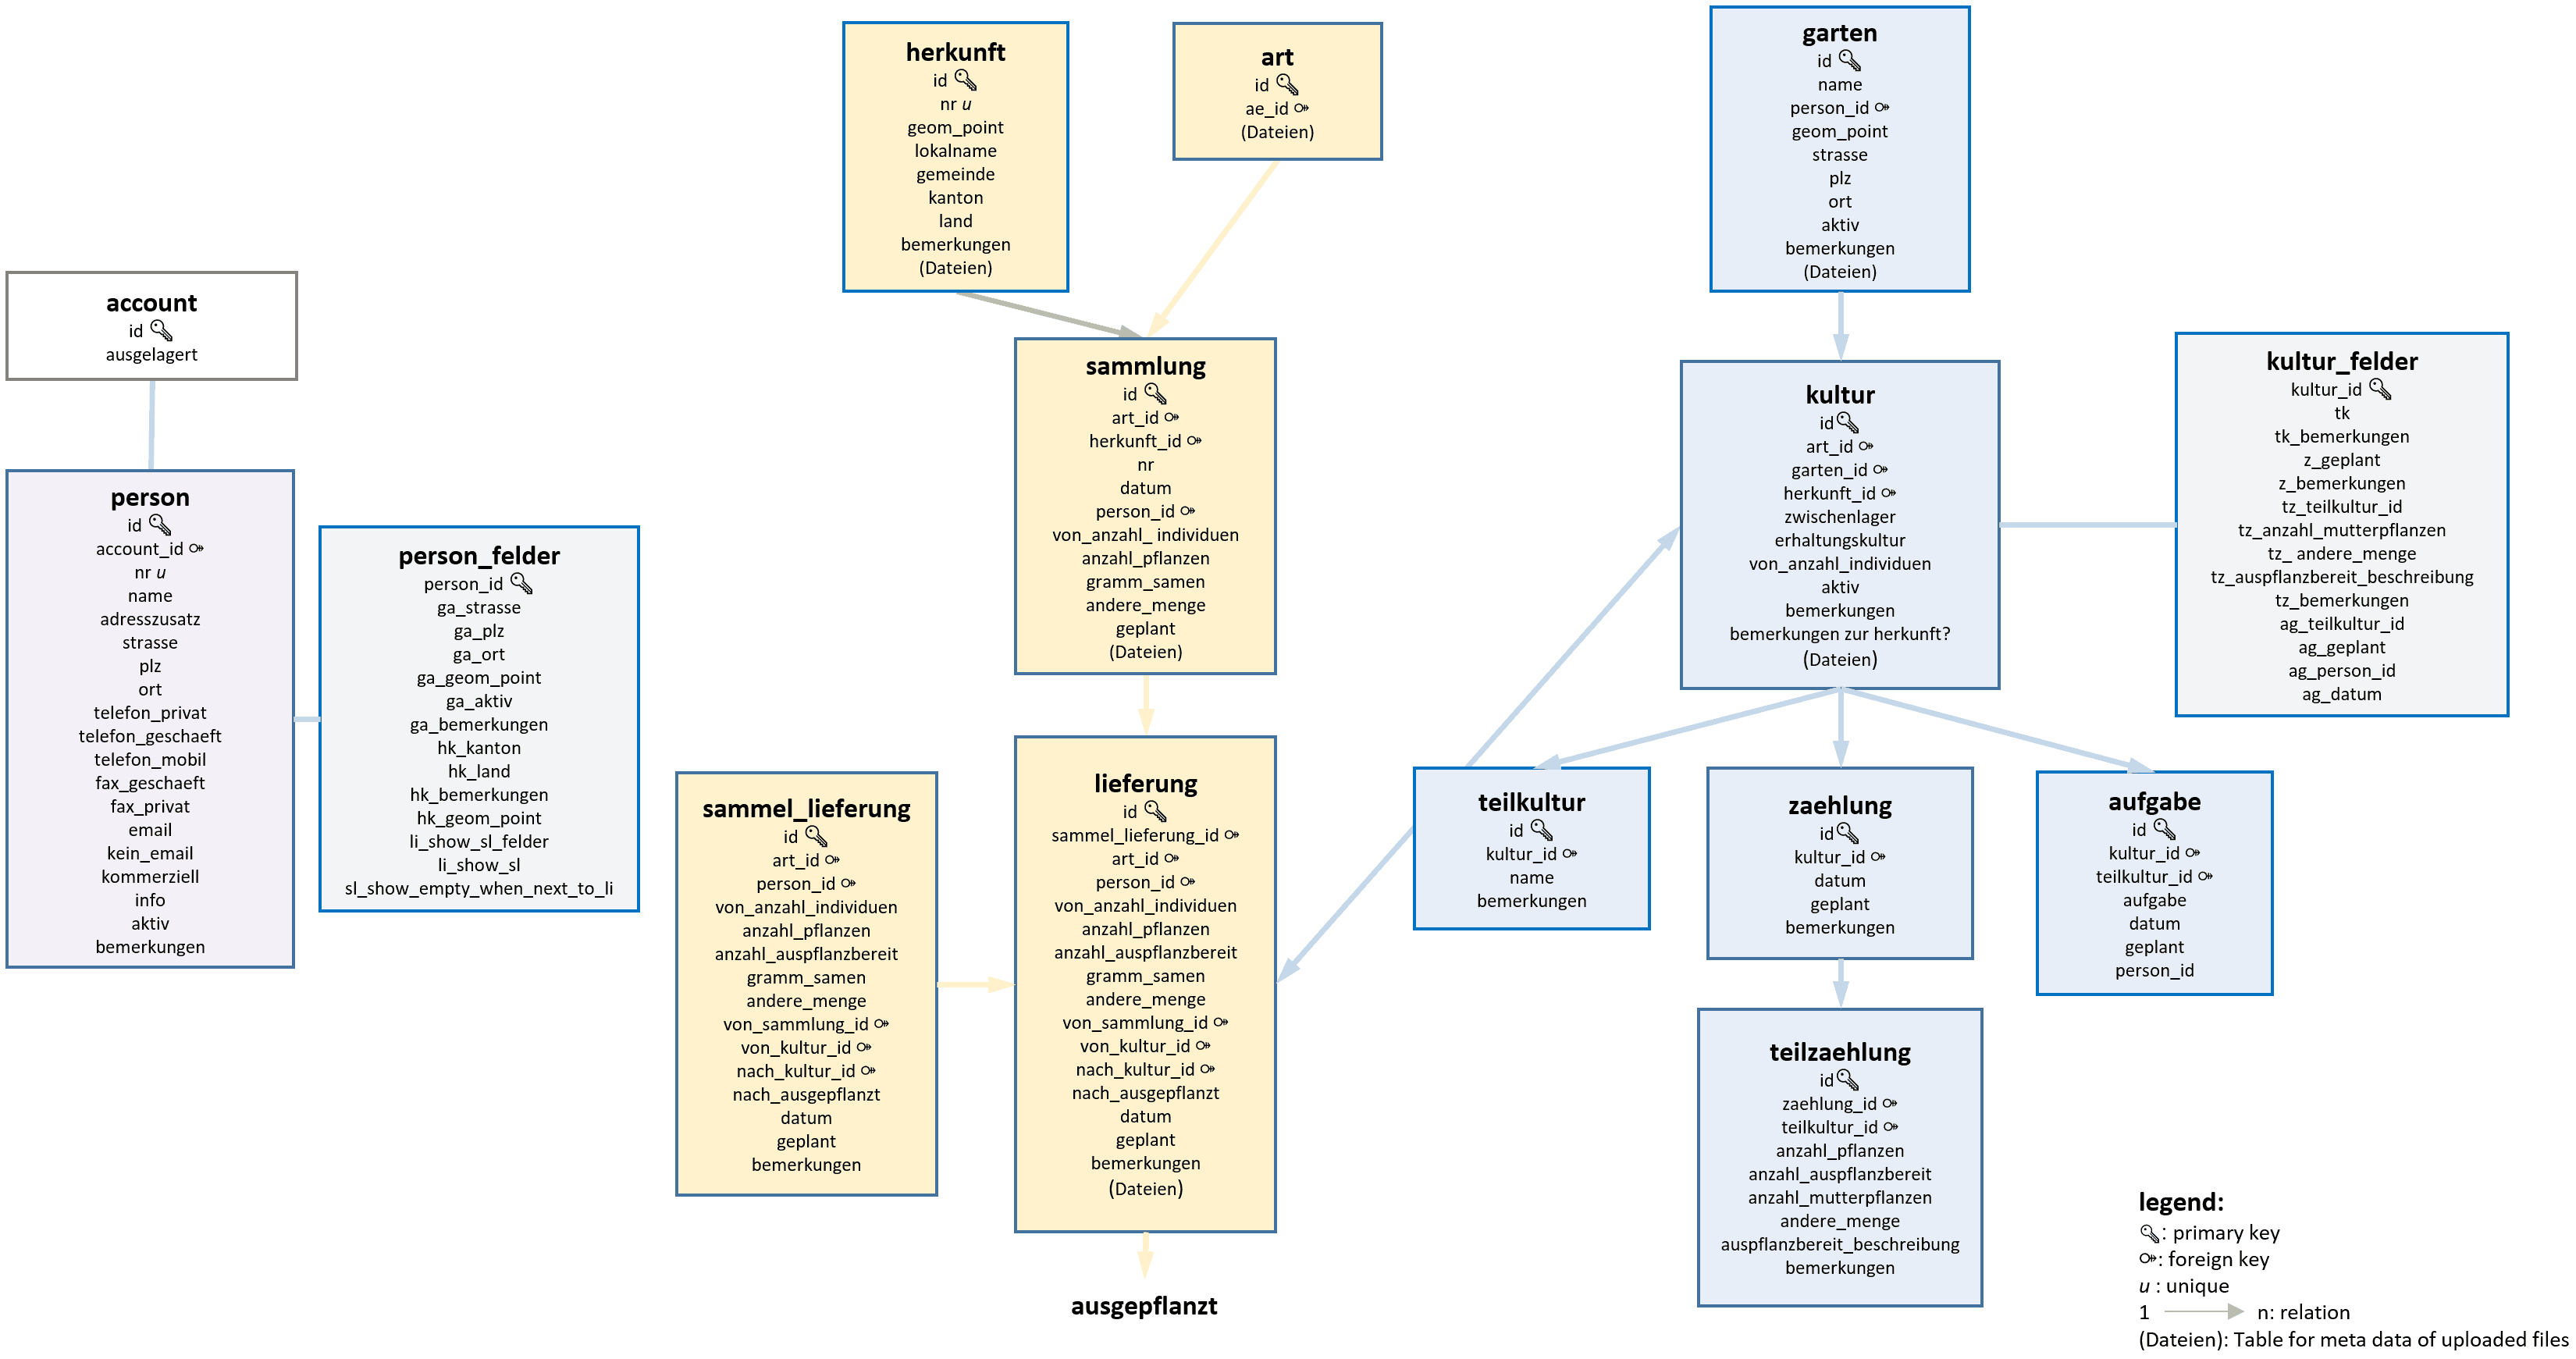 herkunft
id
nr u
geom_point
lokalname
gemeinde
kanton
land
bemerkungen
(Dateien)
art
id
ae_id
(Dateien)
garten
id
name
person_id
geom_point
strasse
plz
ort
aktiv
bemerkungen
(Dateien)
account
id
ausgelagert
person
id
account_id
nr u
name
adresszusatz
strasse
plz
ort
telefon_privat
telefon_geschaeft
telefon_mobil
fax_geschaeft
fax_privat
email
kein_email
kommerziell
info
aktiv
bemerkungen
person_felder
person_id
ga_strasse
ga_plz
ga_ort
ga_geom_point
ga_aktiv
ga_bemerkungen
hk_kanton
hk_land
hk_bemerkungen
hk_geom_point
li_show_sl_felder
li_show_sl
sl_show_empty_when_next_to_li
sammlung
id
art_id
herkunft_id
nr
datum
person_id
von_anzahl_ individuen
anzahl_pflanzen
gramm_samen
andere_menge
geplant
(Dateien)
sammel_lieferung
id
art_id
person_id
von_anzahl_individuen
anzahl_pflanzen
anzahl_auspflanzbereit
gramm_samen
andere_menge
von_sammlung_id
von_kultur_id
nach_kultur_id
nach_ausgepflanzt
datum
geplant
bemerkungen
lieferung
id
sammel_lieferung_id
art_id
person_id
von_anzahl_individuen
anzahl_pflanzen
anzahl_auspflanzbereit
gramm_samen
andere_menge
von_sammlung_id
von_kultur_id
nach_kultur_id
nach_ausgepflanzt
datum
geplant
bemerkungen
(Dateien)
ausgepflanzt
kultur
id
art_id
garten_id
herkunft_id
zwischenlager
erhaltungskultur
von_anzahl_individuen
aktiv
bemerkungen
bemerkungen zur herkunft?
(Dateien)
kultur_felder
kultur_id
tk
tk_bemerkungen
z_geplant
z_bemerkungen
tz_teilkultur_id
tz_anzahl_mutterpflanzen
tz_ andere_menge
tz_auspflanzbereit_beschreibung
tz_bemerkungen
ag_teilkultur_id
ag_geplant
ag_person_id
ag_datum
teilkultur
id
kultur_id
name
bemerkungen
zaehlung
id
kultur_id
datum
geplant
bemerkungen
aufgabe
id
kultur_id
teilkultur_id
aufgabe
datum
geplant
person_id
teilzaehlung
id
zaehlung_id
teilkultur_id
anzahl_pflanzen
anzahl_auspflanzbereit
anzahl_mutterpflanzen
andere_menge
auspflanzbereit_beschreibung
bemerkungen
legend:
: primary key
: foreign key
u : unique
1 n: relation
(Dateien): Table for meta data of uploaded files